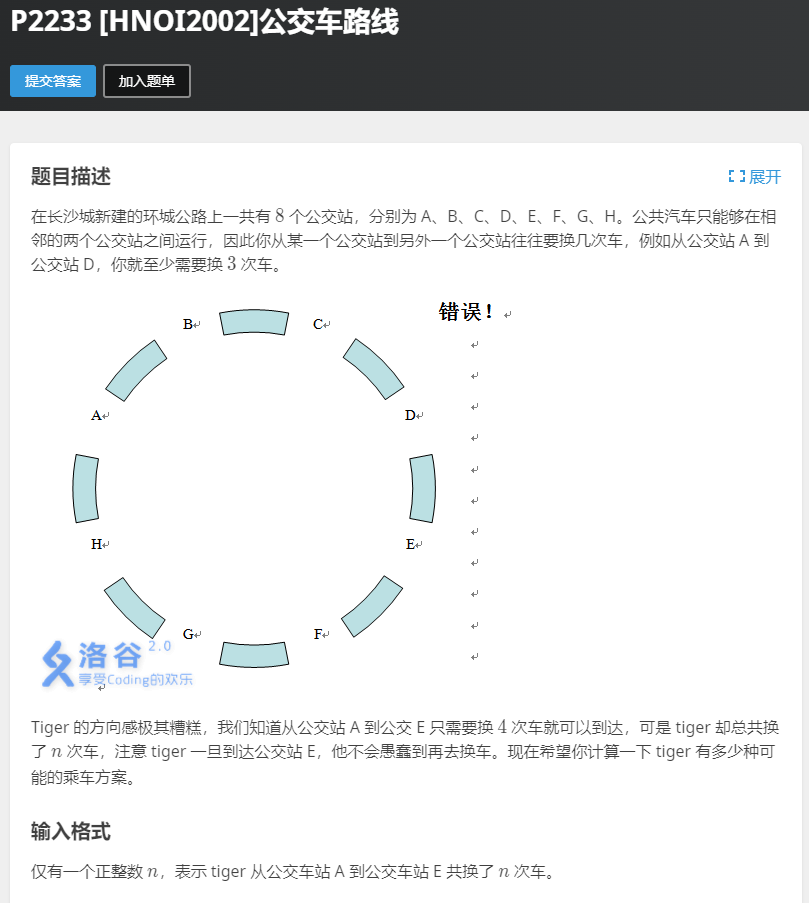 P2233 [HNOI2002]公交车路线
提交答案 加入题单
题目描述
展开
在长沙城新建的环城公路上一共有 8 个公交站，分别为 A、B、C、D、E、F、G、H。公共汽车只能够在相
邻的两个公交站之间运行，因此你从某一个公交站到另外一个公交站往往要换几次车，例如从公交站 A 到
公交站 D，你就至少需要换 3 次车。
错误！
B C
A D
H E
G F
洛谷 2.0
享受Coding的欢乐
Tiger 的方向感极其糟糕，我们知道从公交站 A 到公交 E 只需要换 4 次车就可以到达，可是 tiger 却总共换
了 n 次车，注意 tiger 一旦到达公交站 E，他不会愚蠢到再去换车。现在希望你计算一下 tiger 有多少种可
能的乘车方案。
输入格式
仅有一个正整数 n，表示 tiger 从公交车站 A 到公交车站 E 共换了 n 次车。